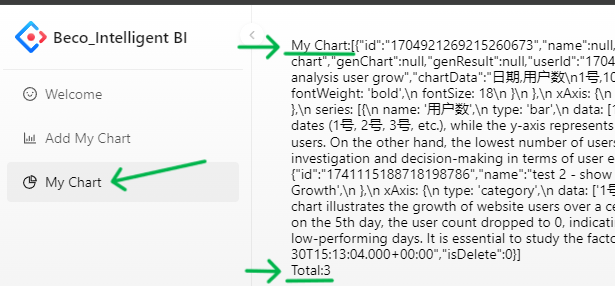 Beco_Intelligent BI
Welcome
Add My Chart
My Chart
My Chart:[{"id":"1704921269215260673","name":null,
chart","genChart":null,"genResult":null,"userId":"1704
analysis user grow","chartData":"日期,用户数\n1号,10
fontWeight: 'bold',\n fontSize: 18\n }\n },\n xAxis: {\n
},\n series: [{\n name: '用户数',\n type: 'bar',\n data: [1
dates (1号, 2号, 3号, etc.), while the y-axis represents
users. On the other hand, the lowest number of users
investigation and decision-making in terms of user e
{"id":"1741115188718198786","name":"test 2 - show
Growth',\n },\n xAxis: {\n type: 'category',\n data: ['1号
chart illustrates the growth of website users over a ce
on the 5th day, the user count dropped to 0, indicatin
low-performing days. It is essential to study the facto
30T15:13:04.000+00:00","isDelete":0}]
Total:3